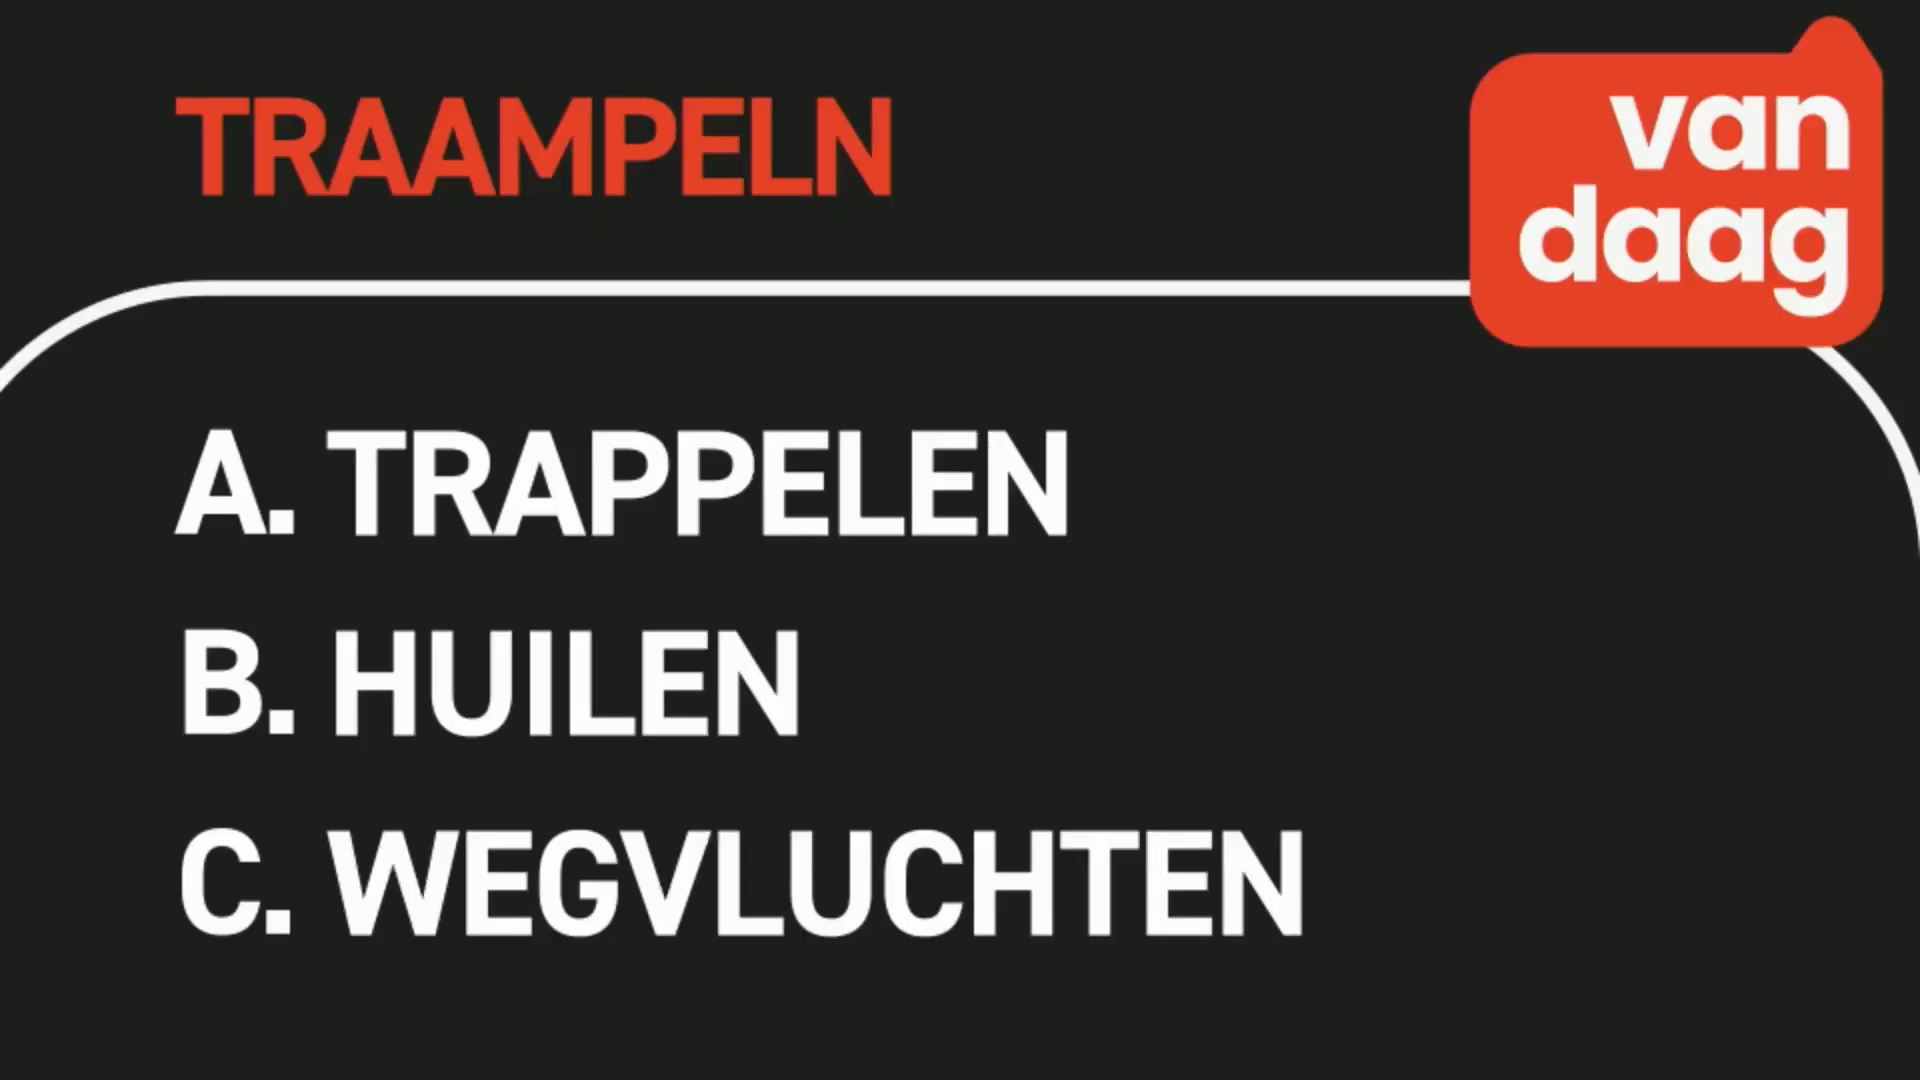 TRAAMPELN
van
daag
A. TRAPPELEN
B. HUILEN
C. WEGVLUCHTEN